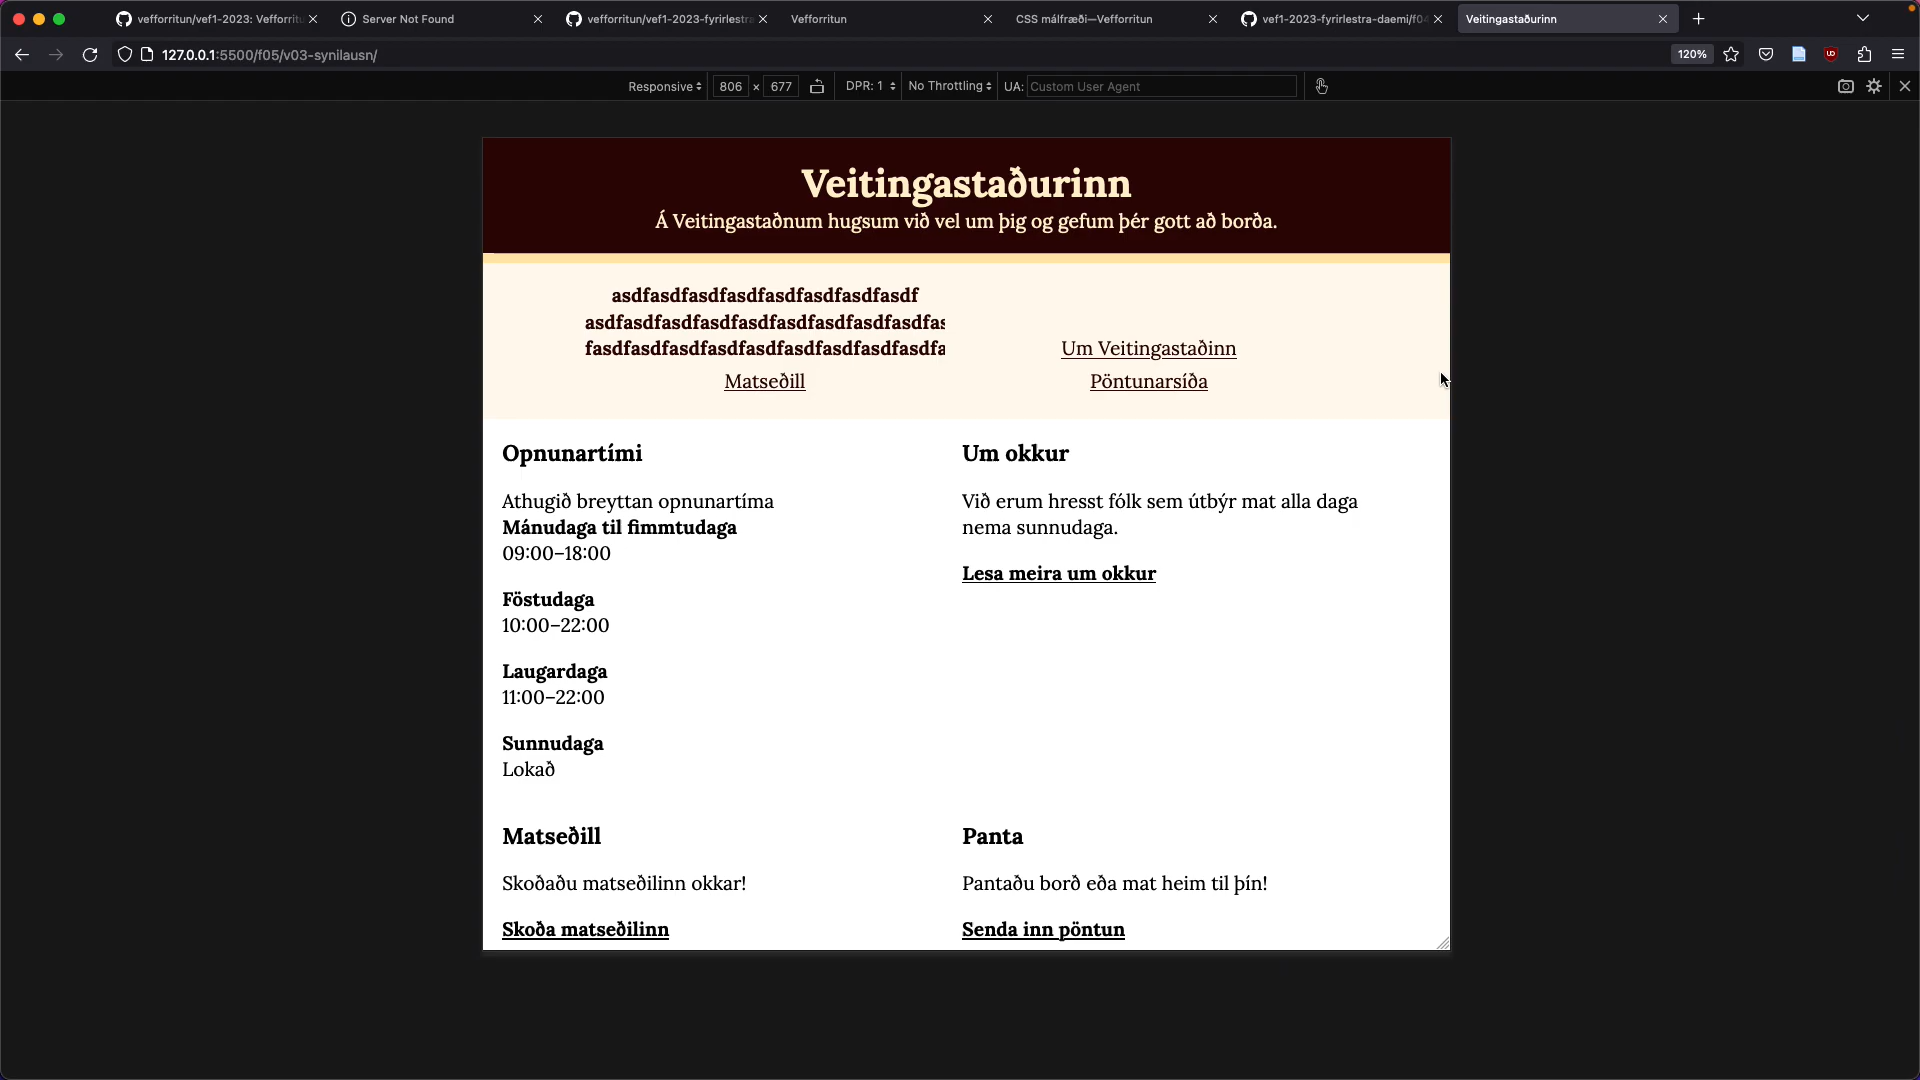 vefforritun/vef1-2023: Vefforritu
Server Not Found
vefforritun/vef1-2023-fyrirlestra
Vefforritun
CSS málfræði—Vefforritun
vef1-2023-fyrirlestra-daemi/f04
Veitingastaðurinn
127.0.0.1:5500/f05/v03-synilausn/
120%
Responsive 806 × 677 DPR: 1 No Throttling UA: Custom User Agent
Veitingastaðurinn
Á Veitingastaðnum hugsum við vel um þig og gefum þér gott að borða.
asdfasdfasdfasdfasdfasdfasdfasdf
asdfasdfasdfasdfasdfasdfasdfasdfasdfas
fasdfasdfasdfasdfasdfasdfasdfasdfasdfa
Um Veitingastaðinn
Matseðill
Pöntunarsíða
Opnunartími
Athugið breyttan opnunartíma
Mánudaga til fimmtudaga
09:00–18:00
Föstudaga
10:00–22:00
Laugardaga
11:00–22:00
Sunnudaga
Lokað
Um okkur
Við erum hresst fólk sem útbýr mat alla daga
nema sunnudaga.
Lesa meira um okkur
Matseðill
Skoðaðu matseðilinn okkar!
Skoða matseðilinn
Panta
Pantaðu borð eða mat heim til þín!
Senda inn pöntun